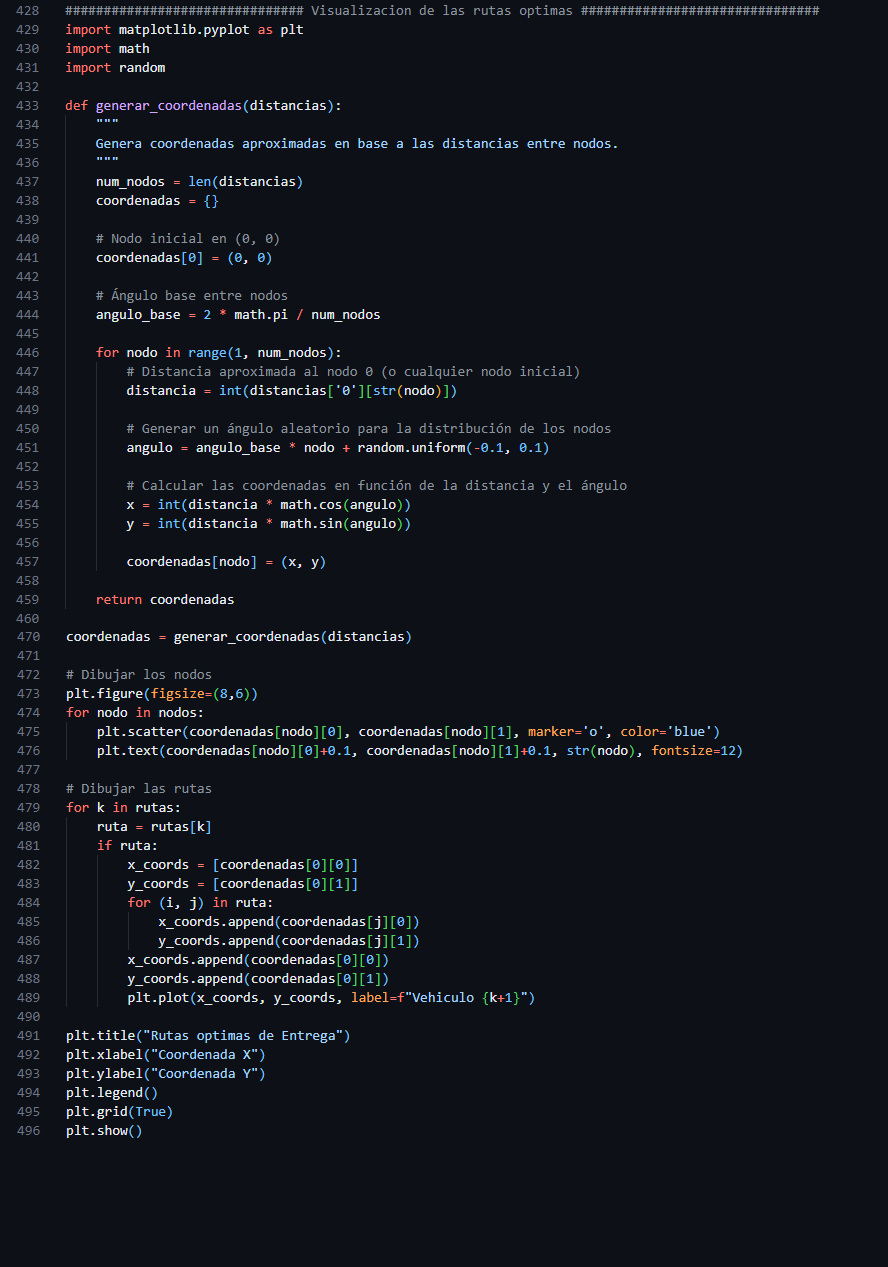 428 ############################### Visualizacion de las rutas optimas ###############################
429 import matplotlib.pyplot as plt
430 import math
431 import random
432
433 def generar_coordenadas(distancias):
434     """
435     Genera coordenadas aproximadas en base a las distancias entre nodos.
436     """
437     num_nodos = len(distancias)
438     coordenadas = {}
439
440     # Nodo inicial en (0, 0)
441     coordenadas[0] = (0, 0)
442
443     # Ángulo base entre nodos
444     angulo_base = 2 * math.pi / num_nodos
445
446     for nodo in range(1, num_nodos):
447         # Distancia aproximada al nodo 0 (o cualquier nodo inicial)
448         distancia = int(distancias['0'][str(nodo)])
449
450         # Generar un ángulo aleatorio para la distribución de los nodos
451         angulo = angulo_base * nodo + random.uniform(-0.1, 0.1)
452
453         # Calcular las coordenadas en función de la distancia y el ángulo
454         x = int(distancia * math.cos(angulo))
455         y = int(distancia * math.sin(angulo))
456
457         coordenadas[nodo] = (x, y)
458
459     return coordenadas
460
470 coordenadas = generar_coordenadas(distancias)
471
472 # Dibujar los nodos
473 plt.figure(figsize=(8,6))
474 for nodo in nodos:
475     plt.scatter(coordenadas[nodo][0], coordenadas[nodo][1], marker='o', color='blue')
476     plt.text(coordenadas[nodo][0]+0.1, coordenadas[nodo][1]+0.1, str(nodo), fontsize=12)
477
478 # Dibujar las rutas
479 for k in rutas:
480     ruta = rutas[k]
481     if ruta:
482         x_coords = [coordenadas[0][0]]
483         y_coords = [coordenadas[0][1]]
484         for (i, j) in ruta:
485             x_coords.append(coordenadas[j][0])
486             y_coords.append(coordenadas[j][1])
487         x_coords.append(coordenadas[0][0])
488         y_coords.append(coordenadas[0][1])
489         plt.plot(x_coords, y_coords, label=f"Vehiculo {k+1}")
490
491 plt.title("Rutas optimas de Entrega")
492 plt.xlabel("Coordenada X")
493 plt.ylabel("Coordenada Y")
494 plt.legend()
495 plt.grid(True)
496 plt.show()